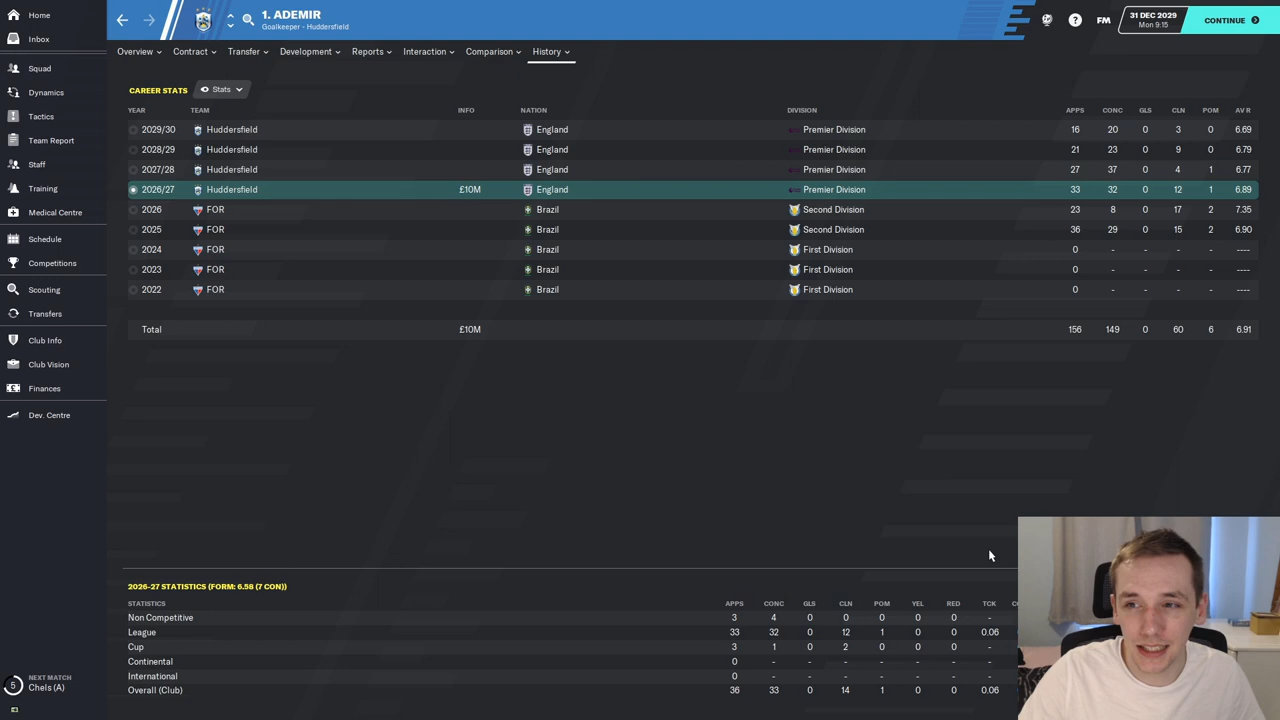 Home
Inbox
Squad
Dynamics
Tactics
Team Report
Staff
Training
Medical Centre
Schedule
Competitions
Scouting
Transfers
Club Info
Club Vision
Finances
Dev. Centre
5 NEXT MATCH
Chels (A)
1. ADEMIR
Goalkeeper - Huddersfield
? FM 31 DEC 2029 CONTINUE
Mon 9:15
Overview Contract Transfer Development Reports Interaction Comparison History
CAREER STATS Stats
YEAR TEAM INFO NATION DIVISION APPS CONC GLS CLN POM AV R
2029/30 Huddersfield England Premier Division 16 20 0 3 0 6.69
2028/29 Huddersfield England Premier Division 21 23 0 9 0 6.79
2027/28 Huddersfield England Premier Division 27 37 0 4 1 6.77
2026/27 Huddersfield £10M England Premier Division 33 32 0 12 1 6.89
2026 FOR Brazil Second Division 23 8 0 17 2 7.35
2025 FOR Brazil Second Division 36 29 0 15 2 6.90
2024 FOR Brazil First Division 0 - - - - ----
2023 FOR Brazil First Division 0 - - - - ----
2022 FOR Brazil First Division 0 - - - - ----
Total £10M 156 149 0 60 6 6.91
2026-27 STATISTICS (FORM: 6.58 (7 CON))
STATISTICS APPS CONC GLS CLN POM YEL RED TCK
Non Competitive 3 4 0 0 0 0 0 -
League 33 32 0 12 1 0 0 0.06
Cup 3 1 0 2 0 0 0 -
Continental 0 - - - - - - -
International 0 - - - - - - -
Overall (Club) 36 33 0 14 1 0 0 0.06